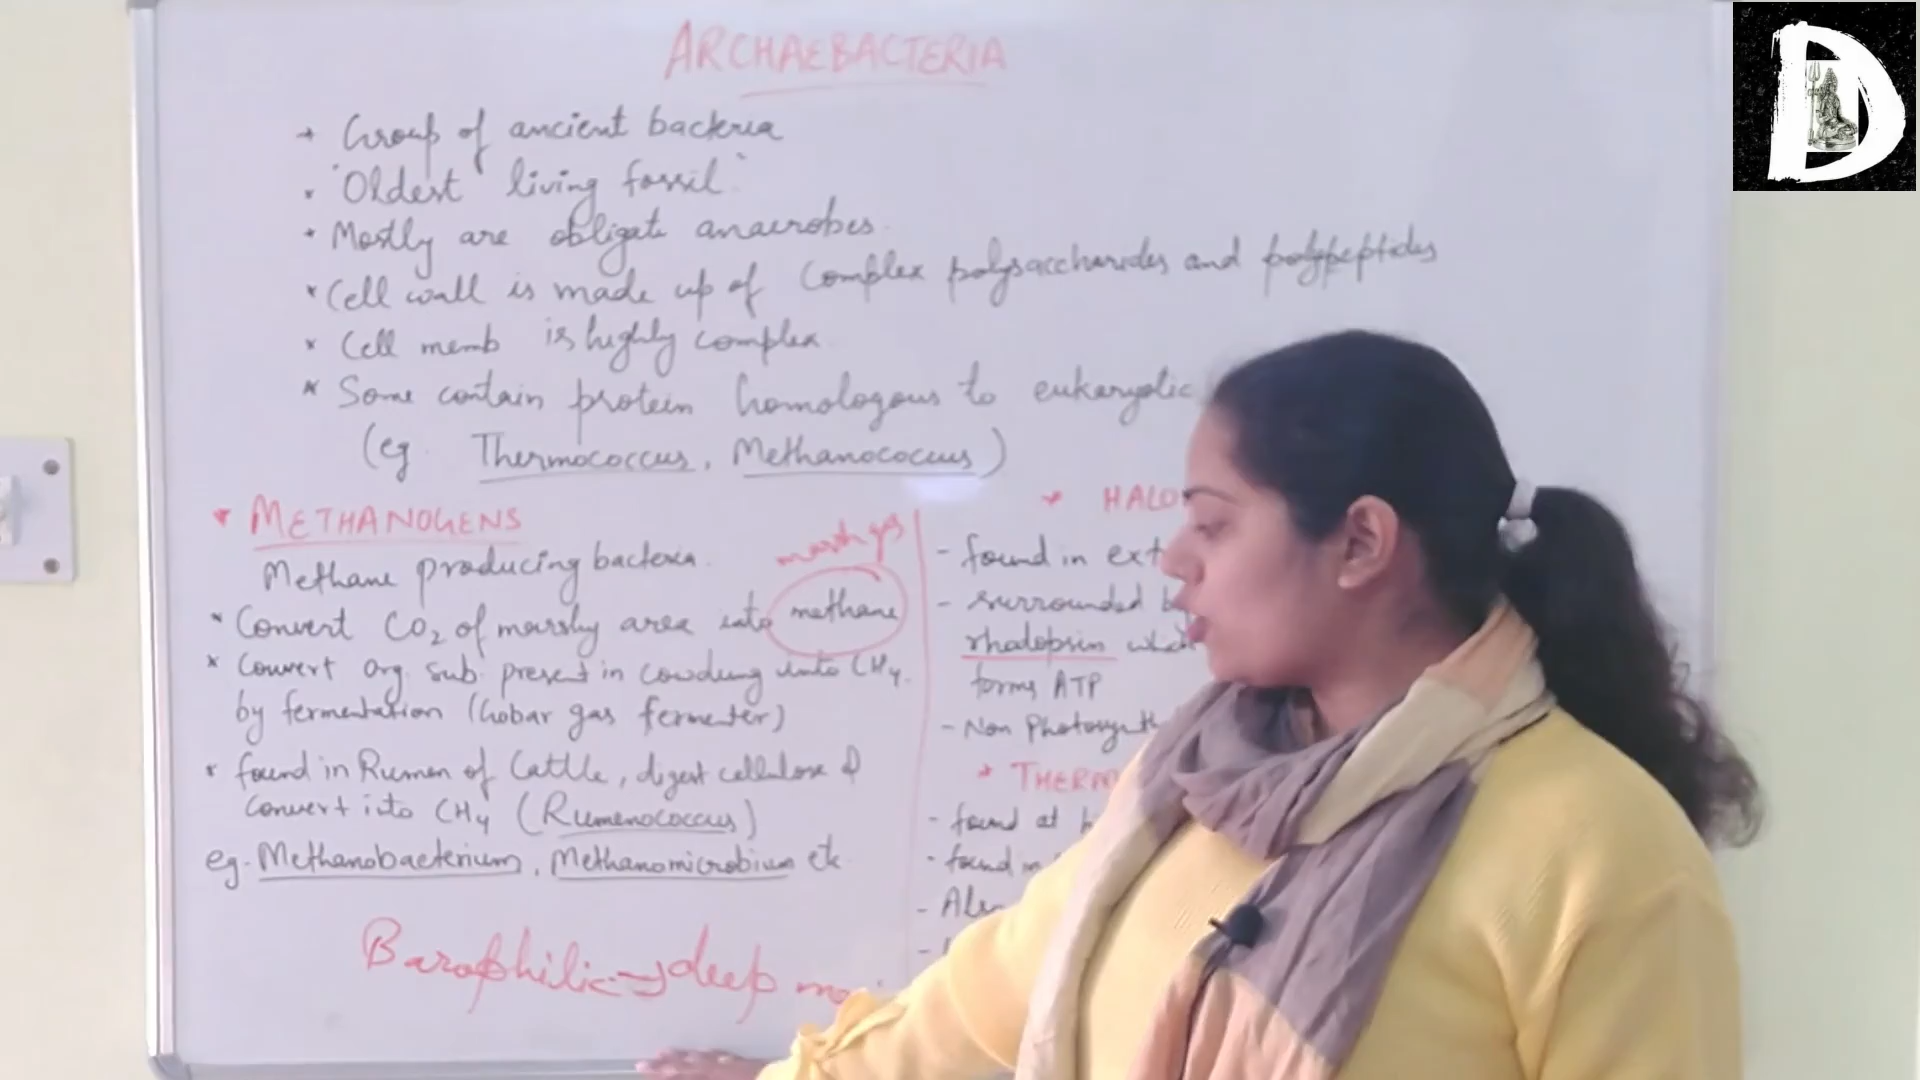 ARCHAEBACTERIA
→ Group of ancient bacteria
• "Oldest living fossil"
* Mostly are obligate anaerobes.
* Cell wall is made up of complex polysaccharides and polypeptides
* Cell memb is highly complex.
* Some contain protein homologous to eukaryotic
(eg. Thermococcus, Methanococcus)
* METHANOGENS
Methane producing bacteria.
marsh gas
* Convert CO2 of marshy area into methane
* Convert org. sub. present in cowdung into CH4.
by fermentation (Gobar gas fermenter)
* found in Rumen of Cattle, digest cellulose &
convert into CH4 (Rumenococcus)
eg. Methanobacterium, Methanomicrobium etc.
Barophilic → deep
* HALO
- found in ext
- surrounded b
rhodopsin which
forms ATP
- Non Photosynth
* THERM
- found at h
- found in
- Als
D